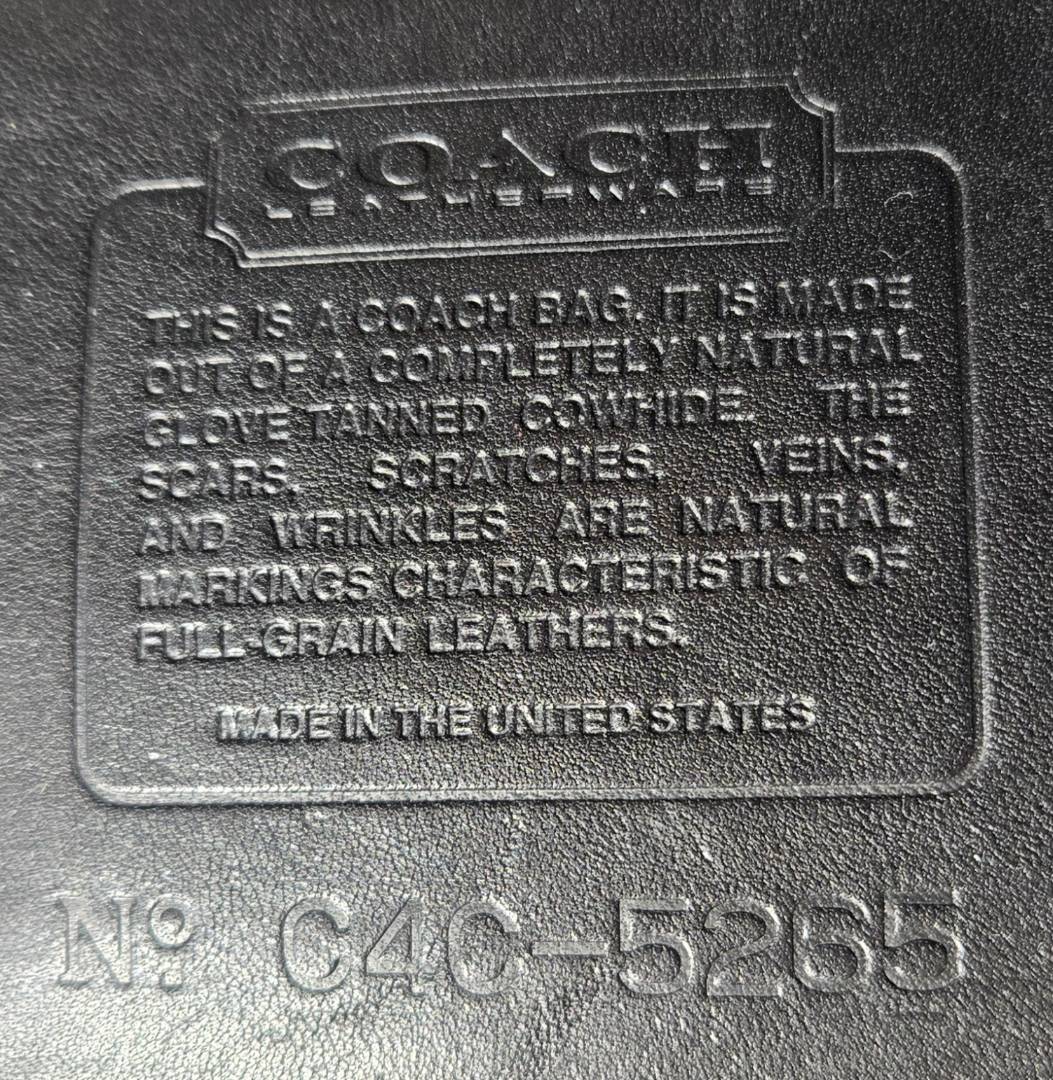 COACH
LEATHERWARE
THIS IS A COACH BAG. IT IS MADE
OUT OF A COMPLETELY NATURAL
GLOVE TANNED COWHIDE. THE
SCARS, SCRATCHES, VEINS,
AND WRINKLES ARE NATURAL
MARKINGS CHARACTERISTIC OF
FULL-GRAIN LEATHERS.
MADE IN THE UNITED STATES
Nº C4C-5265